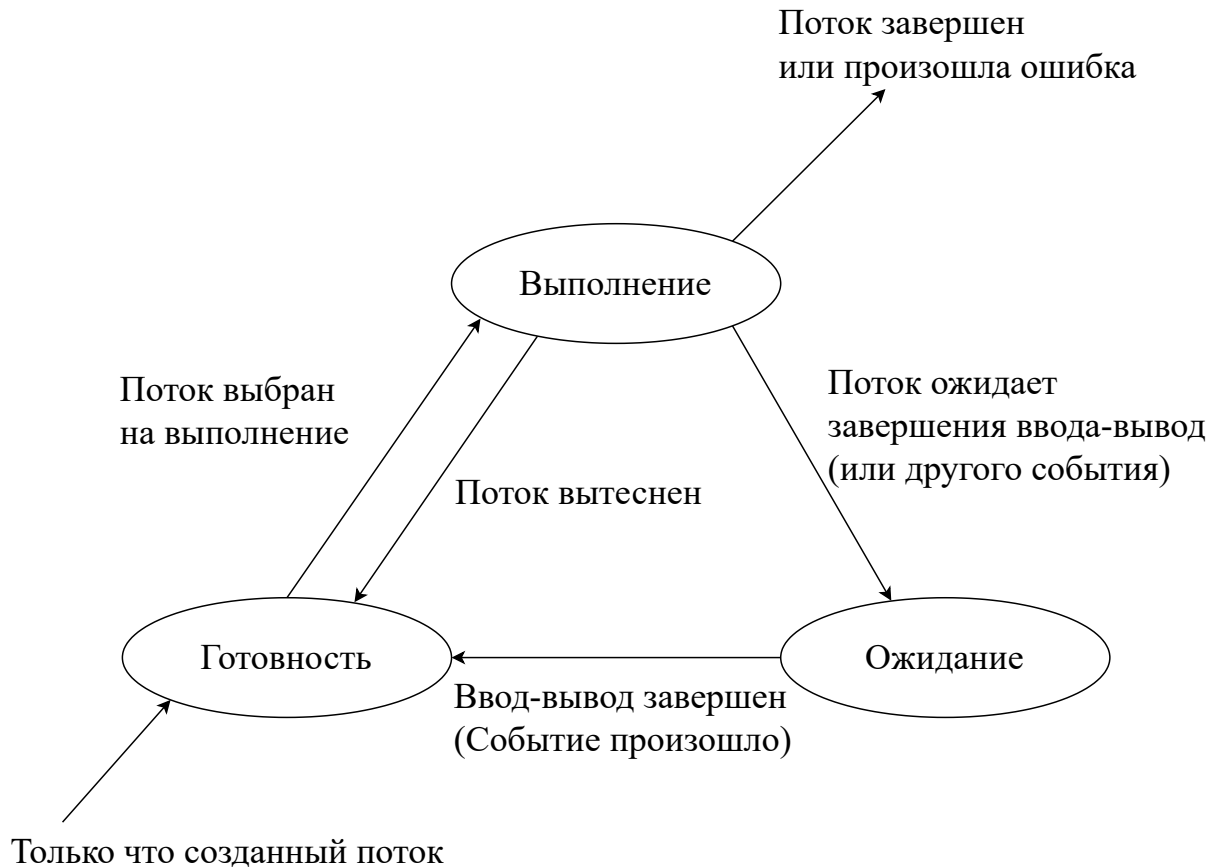 Поток завершен
или произошла ошибка
Выполнение
Поток выбран
на выполнение
Поток ожидает
завершения ввода-вывод
(или другого события)
Поток вытеснен
Готовность
Ожидание
Ввод-вывод завершен
(Событие произошло)
Только что созданный поток